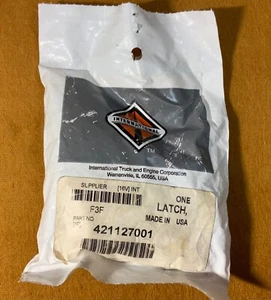 INTERNATIONAL
TM
International Truck and Engine Corporation
Warrenville, IL 60555, USA
SUPPLIER [16V] INT
ONE
F3F
LATCH,
PART NO
MADE IN USA
421127001